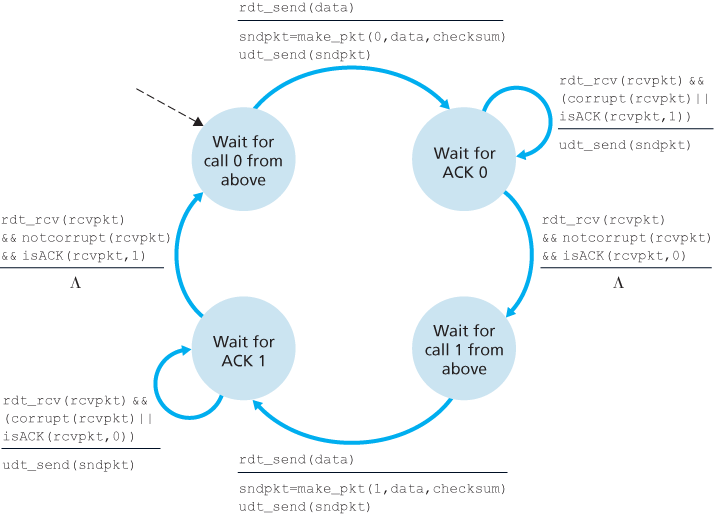 rdt_send(data)
sndpkt=make_pkt(0,data,checksum)
udt_send(sndpkt)
rdt_rcv(rcvpkt) &&
(corrupt(rcvpkt)||
isACK(rcvpkt,1))
udt_send(sndpkt)
Wait for
call 0 from
above
Wait for
ACK 0
rdt_rcv(rcvpkt)
&& notcorrupt(rcvpkt)
&& isACK(rcvpkt,1)
Λ
rdt_rcv(rcvpkt)
&& notcorrupt(rcvpkt)
&& isACK(rcvpkt,0)
Λ
Wait for
ACK 1
Wait for
call 1 from
above
rdt_rcv(rcvpkt) &&
(corrupt(rcvpkt)||
isACK(rcvpkt,0))
udt_send(sndpkt)
rdt_send(data)
sndpkt=make_pkt(1,data,checksum)
udt_send(sndpkt)